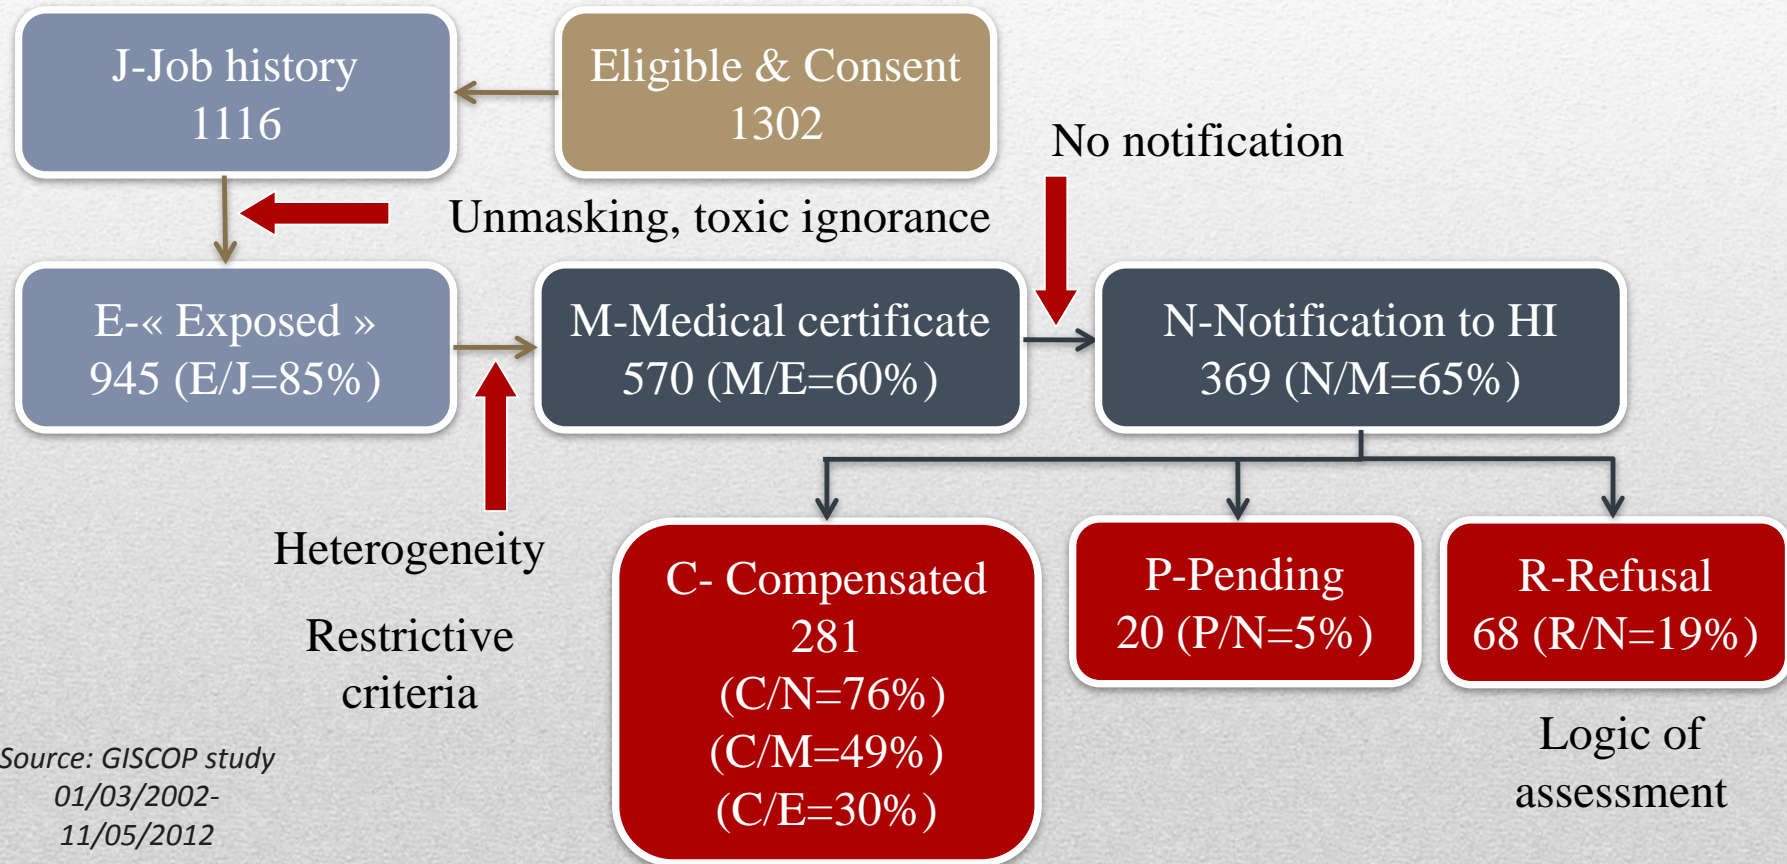 J-Job history
1116
Eligible & Consent
1302
No notification
Unmasking, toxic ignorance
E-« Exposed »
945 (E/J=85%)
M-Medical certificate
570 (M/E=60%)
N-Notification to HI
369 (N/M=65%)
Heterogeneity
Restrictive
criteria
C- Compensated
281
(C/N=76%)
(C/M=49%)
(C/E=30%)
P-Pending
20 (P/N=5%)
R-Refusal
68 (R/N=19%)
Logic of
assessment
Source: GISCOP study
01/03/2002-
11/05/2012